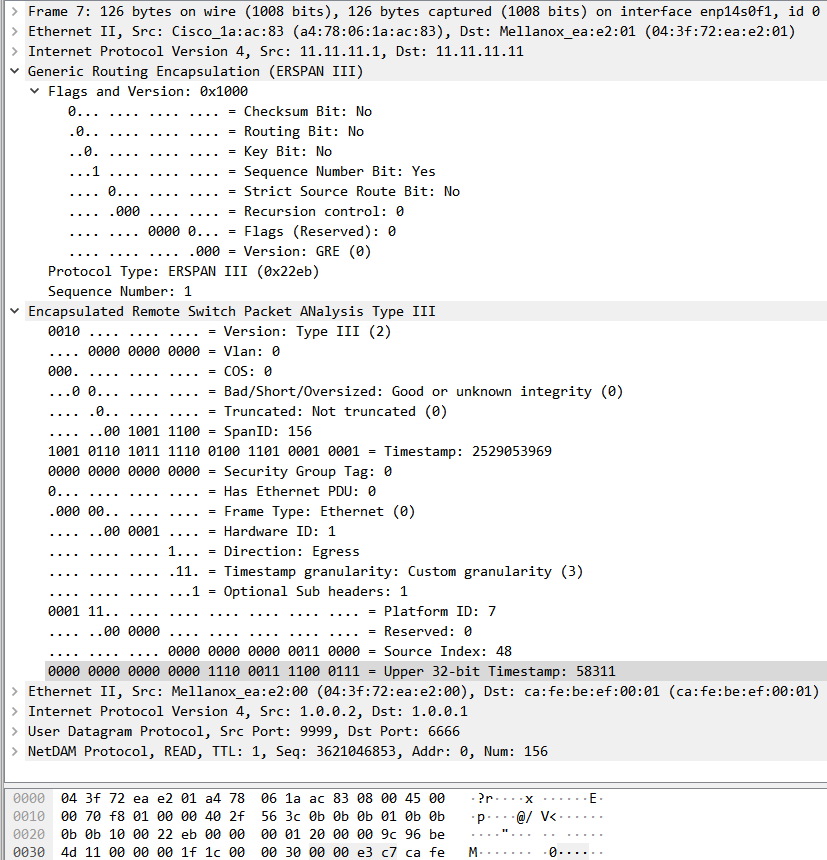 Frame 7: 126 bytes on wire (1008 bits), 126 bytes captured (1008 bits) on interface enp14s0f1, id 0
Ethernet II, Src: Cisco_1a:ac:83 (a4:78:06:1a:ac:83), Dst: Mellanox_ea:e2:01 (04:3f:72:ea:e2:01)
Internet Protocol Version 4, Src: 11.11.11.1, Dst: 11.11.11.11
Generic Routing Encapsulation (ERSPAN III)
Flags and Version: 0x1000
0... .... .... .... = Checksum Bit: No
.0.. .... .... .... = Routing Bit: No
..0. .... .... .... = Key Bit: No
...1 .... .... .... = Sequence Number Bit: Yes
.... 0... .... .... = Strict Source Route Bit: No
.... .000 .... .... = Recursion control: 0
.... .... 0000 0... = Flags (Reserved): 0
.... .... .... .000 = Version: GRE (0)
Protocol Type: ERSPAN III (0x22eb)
Sequence Number: 1
Encapsulated Remote Switch Packet ANalysis Type III
0010 .... .... .... = Version: Type III (2)
.... 0000 0000 0000 = Vlan: 0
000. .... .... .... = COS: 0
...0 0... .... .... = Bad/Short/Oversized: Good or unknown integrity (0)
.... .0.. .... .... = Truncated: Not truncated (0)
.... ..00 1001 1100 = SpanID: 156
1001 0110 1011 1110 0100 1101 0001 0001 = Timestamp: 2529053969
0000 0000 0000 0000 = Security Group Tag: 0
0... .... .... .... = Has Ethernet PDU: 0
.000 00.. .... .... = Frame Type: Ethernet (0)
.... ..00 0001 .... = Hardware ID: 1
.... .... .... 1... = Direction: Egress
.... .... .... .11. = Timestamp granularity: Custom granularity (3)
.... .... .... ...1 = Optional Sub headers: 1
0001 11.. .... .... .... .... .... .... = Platform ID: 7
.... ..00 0000 .... .... .... .... .... = Reserved: 0
.... .... .... 0000 0000 0000 0011 0000 = Source Index: 48
0000 0000 0000 0000 1110 0011 1100 0111 = Upper 32-bit Timestamp: 58311
Ethernet II, Src: Mellanox_ea:e2:00 (04:3f:72:ea:e2:00), Dst: ca:fe:be:ef:00:01 (ca:fe:be:ef:00:01)
Internet Protocol Version 4, Src: 1.0.0.2, Dst: 1.0.0.1
User Datagram Protocol, Src Port: 9999, Dst Port: 6666
NetDAM Protocol, READ, TTL: 1, Seq: 3621046853, Addr: 0, Num: 156
0000 04 3f 72 ea e2 01 a4 78 06 1a ac 83 08 00 45 00 ·?r····x ······E·
0010 00 70 f8 01 00 00 40 2f 56 3c 0b 0b 0b 01 0b 0b ·p····@/ V<······
0020 0b 0b 10 00 22 eb 00 00 00 01 20 00 00 9c 96 be ····"··· ·· ·····
0030 4d 11 00 00 00 1f 1c 00 00 30 00 00 e3 c7 ca fe M······· ·0······